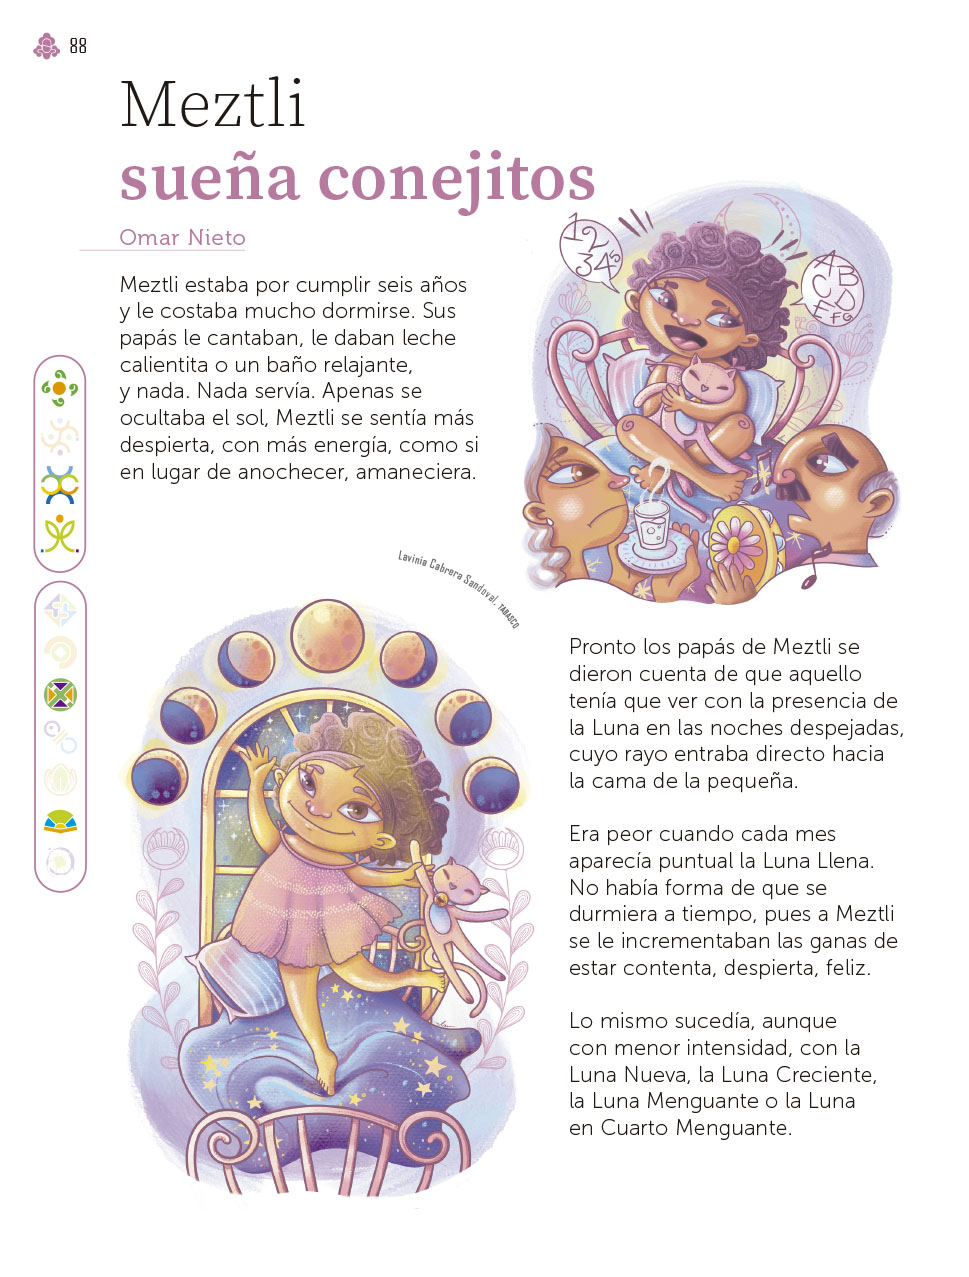 88
Meztli
sueña conejitos
Omar Nieto
Meztli estaba por cumplir seis años
y le costaba mucho dormirse. Sus
papás le cantaban, le daban leche
calientita o un baño relajante,
y nada. Nada servía. Apenas se
ocultaba el sol, Meztli se sentía más
despierta, con más energía, como si
en lugar de anochecer, amaneciera.
12
345
A B
C D
E F G
Lavinia Cabrera Sandoval, TABASCO
Pronto los papás de Meztli se
dieron cuenta de que aquello
tenía que ver con la presencia de
la Luna en las noches despejadas,
cuyo rayo entraba directo hacia
la cama de la pequeña.
Era peor cuando cada mes
aparecía puntual la Luna Llena.
No había forma de que se
durmiera a tiempo, pues a Meztli
se le incrementaban las ganas de
estar contenta, despierta, feliz.
Lo mismo sucedía, aunque
con menor intensidad, con la
Luna Nueva, la Luna Creciente,
la Luna Menguante o la Luna
en Cuarto Menguante.